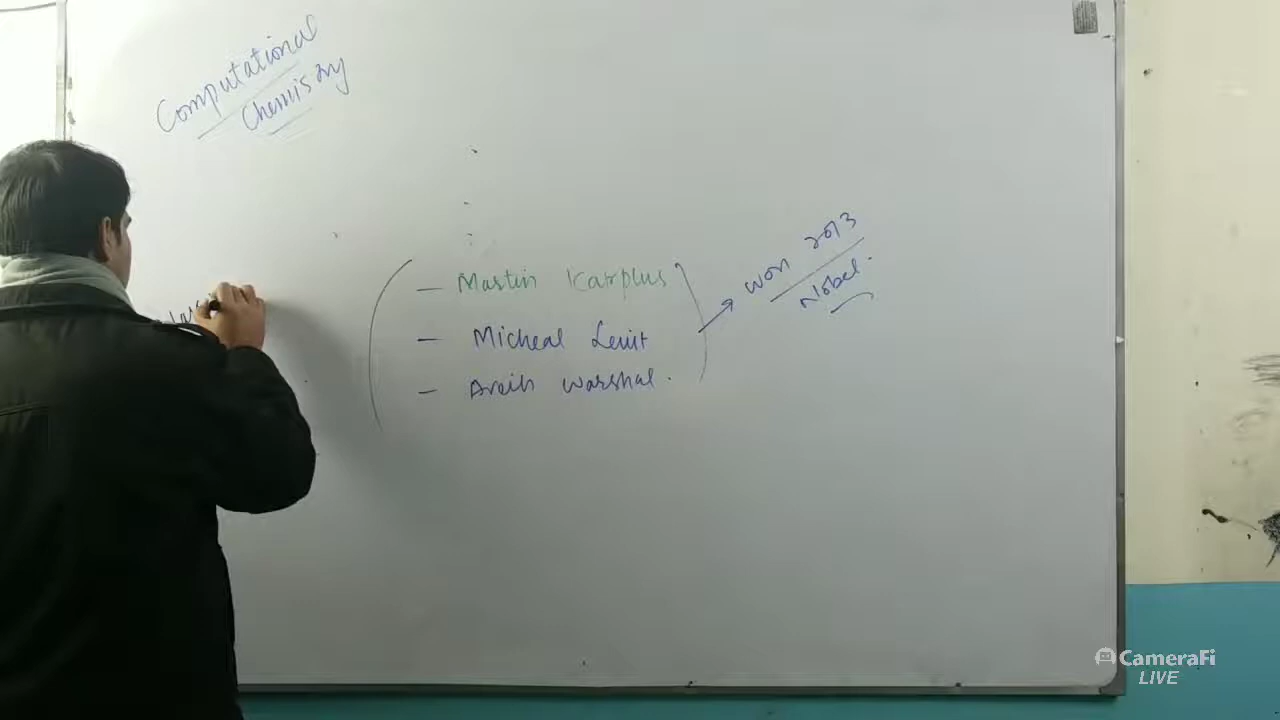 Computational
Chemistry
— Martin Karplus
— Micheal Levit
— Areih Warshal.
won 2013
Nobel.
CameraFi
LIVE